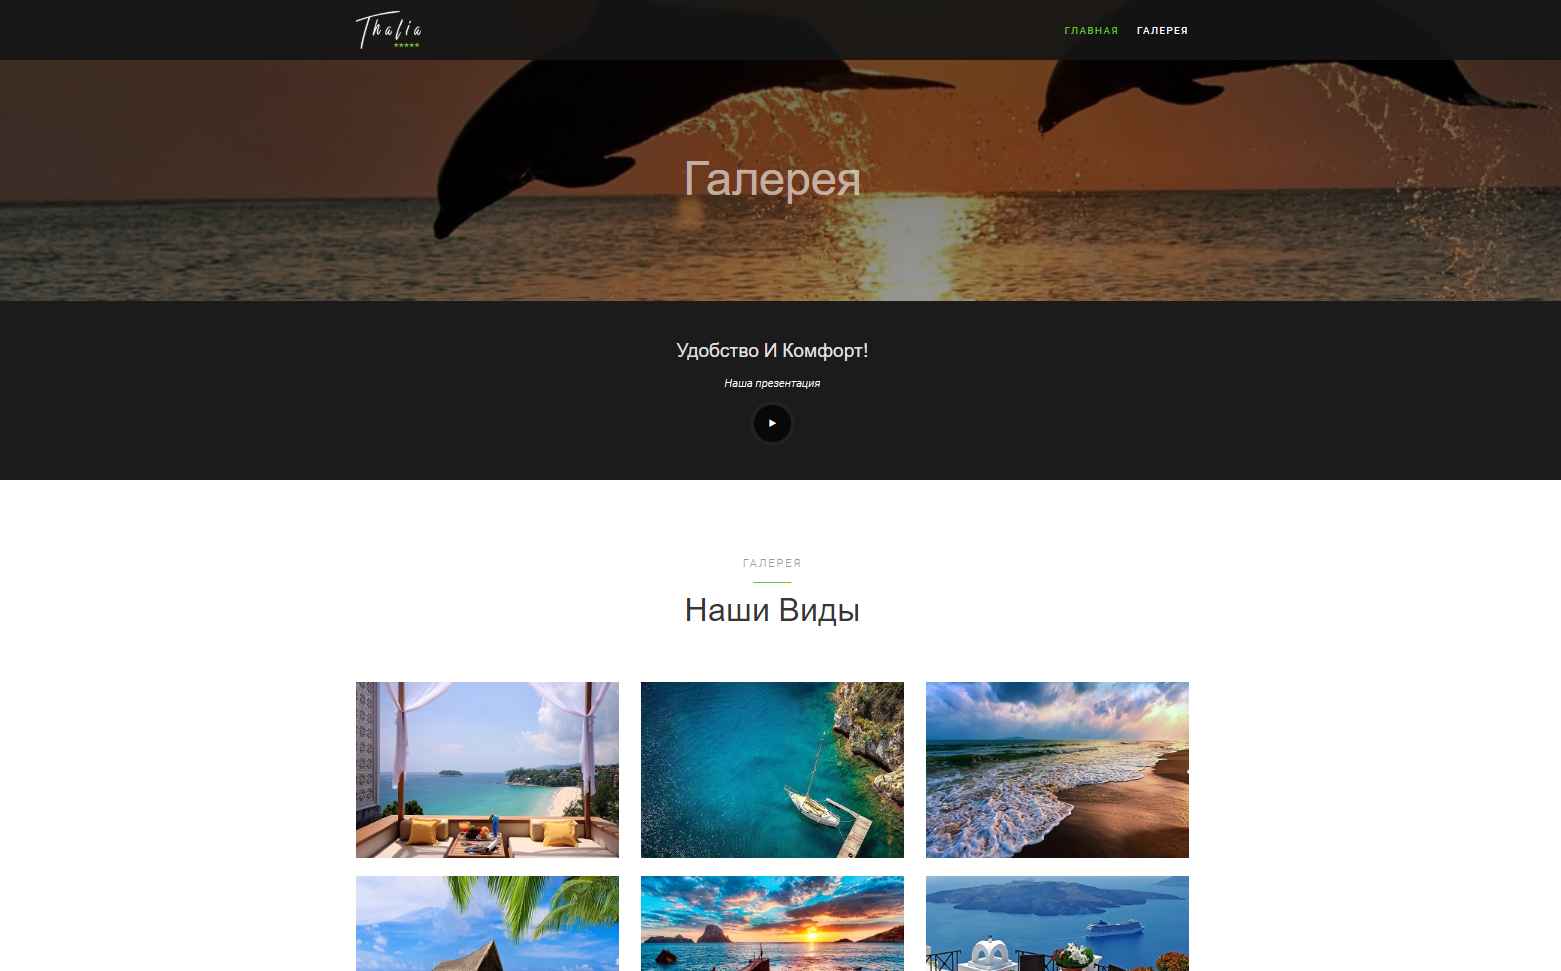 Thalia
ГЛАВНАЯ ГАЛЕРЕЯ
Галерея
Удобство И Комфорт!
Наша презентация
ГАЛЕРЕЯ
Наши Виды